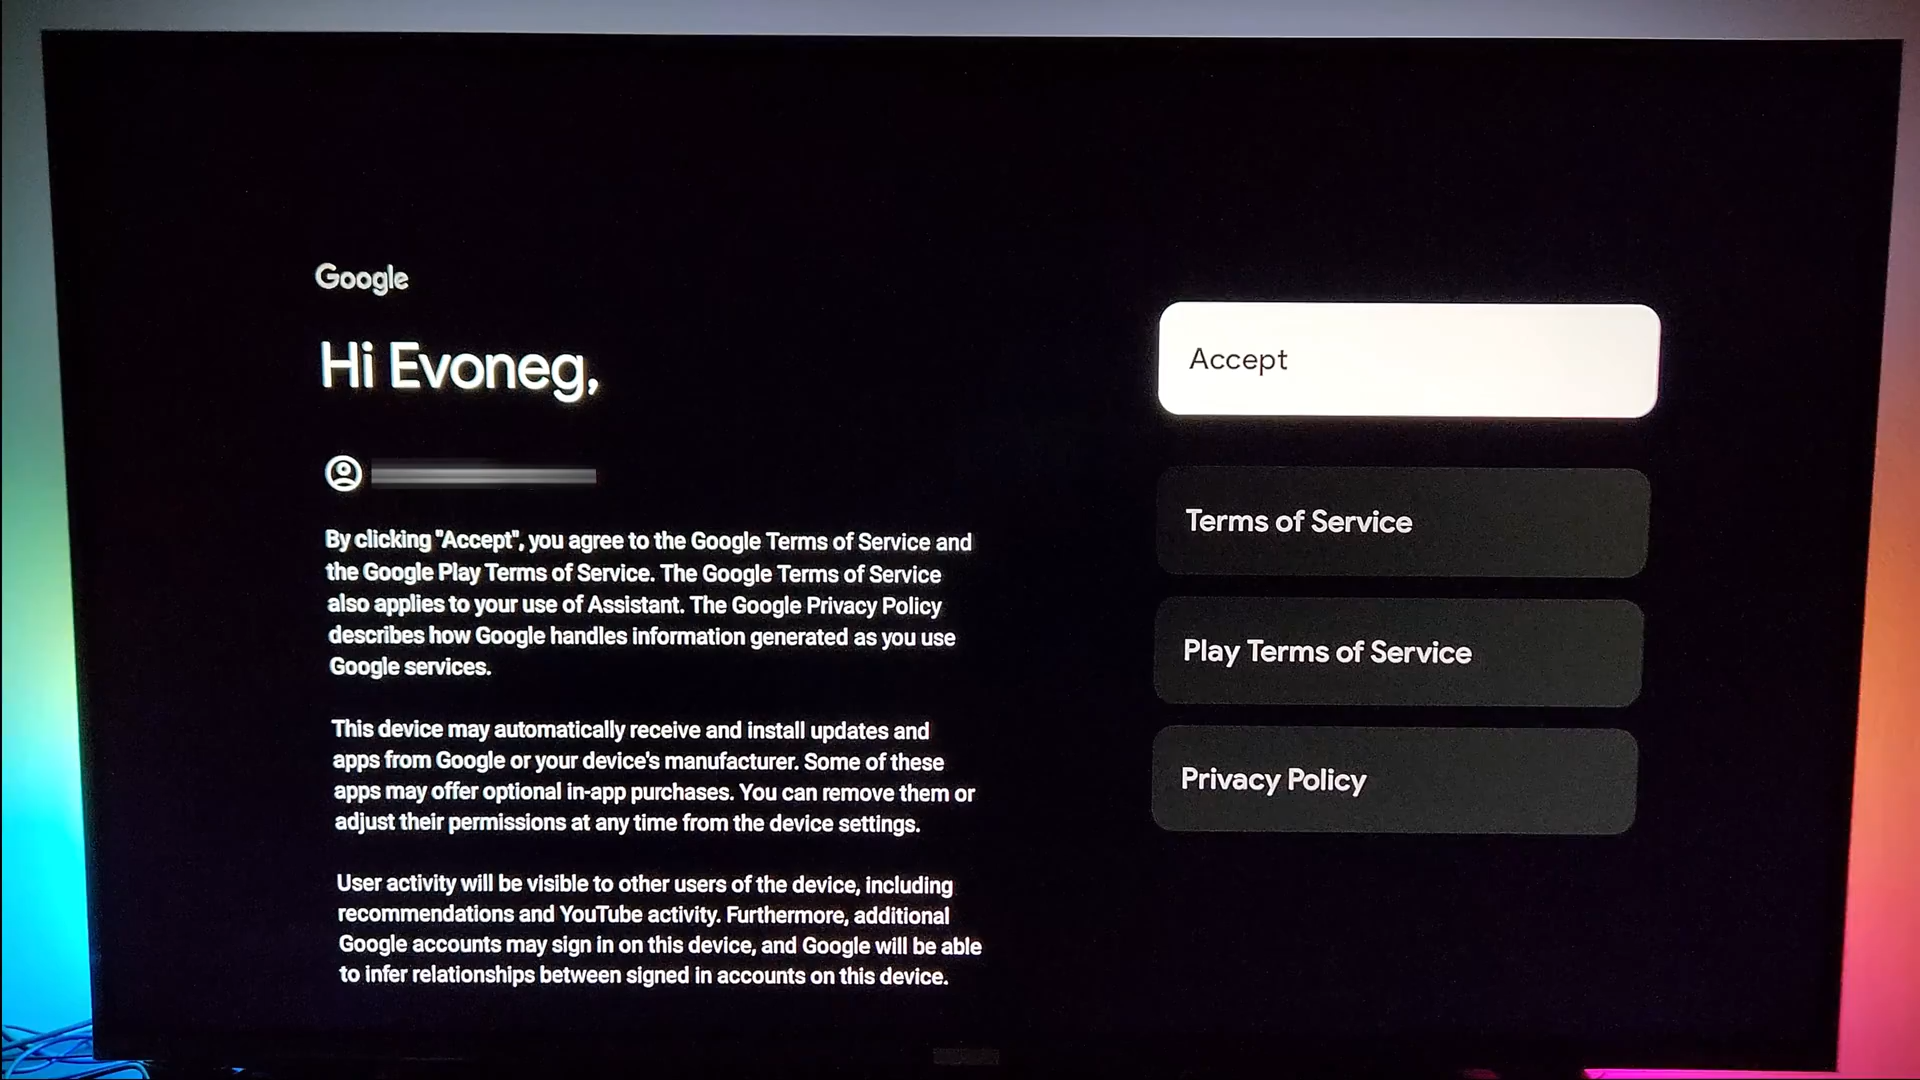 Google
Hi Evoneg,
By clicking "Accept", you agree to the Google Terms of Service and
the Google Play Terms of Service. The Google Terms of Service
also applies to your use of Assistant. The Google Privacy Policy
describes how Google handles information generated as you use
Google services.
This device may automatically receive and install updates and
apps from Google or your device's manufacturer. Some of these
apps may offer optional in-app purchases. You can remove them or
adjust their permissions at any time from the device settings.
User activity will be visible to other users of the device, including
recommendations and YouTube activity. Furthermore, additional
Google accounts may sign in on this device, and Google will be able
to infer relationships between signed in accounts on this device.
Accept
Terms of Service
Play Terms of Service
Privacy Policy